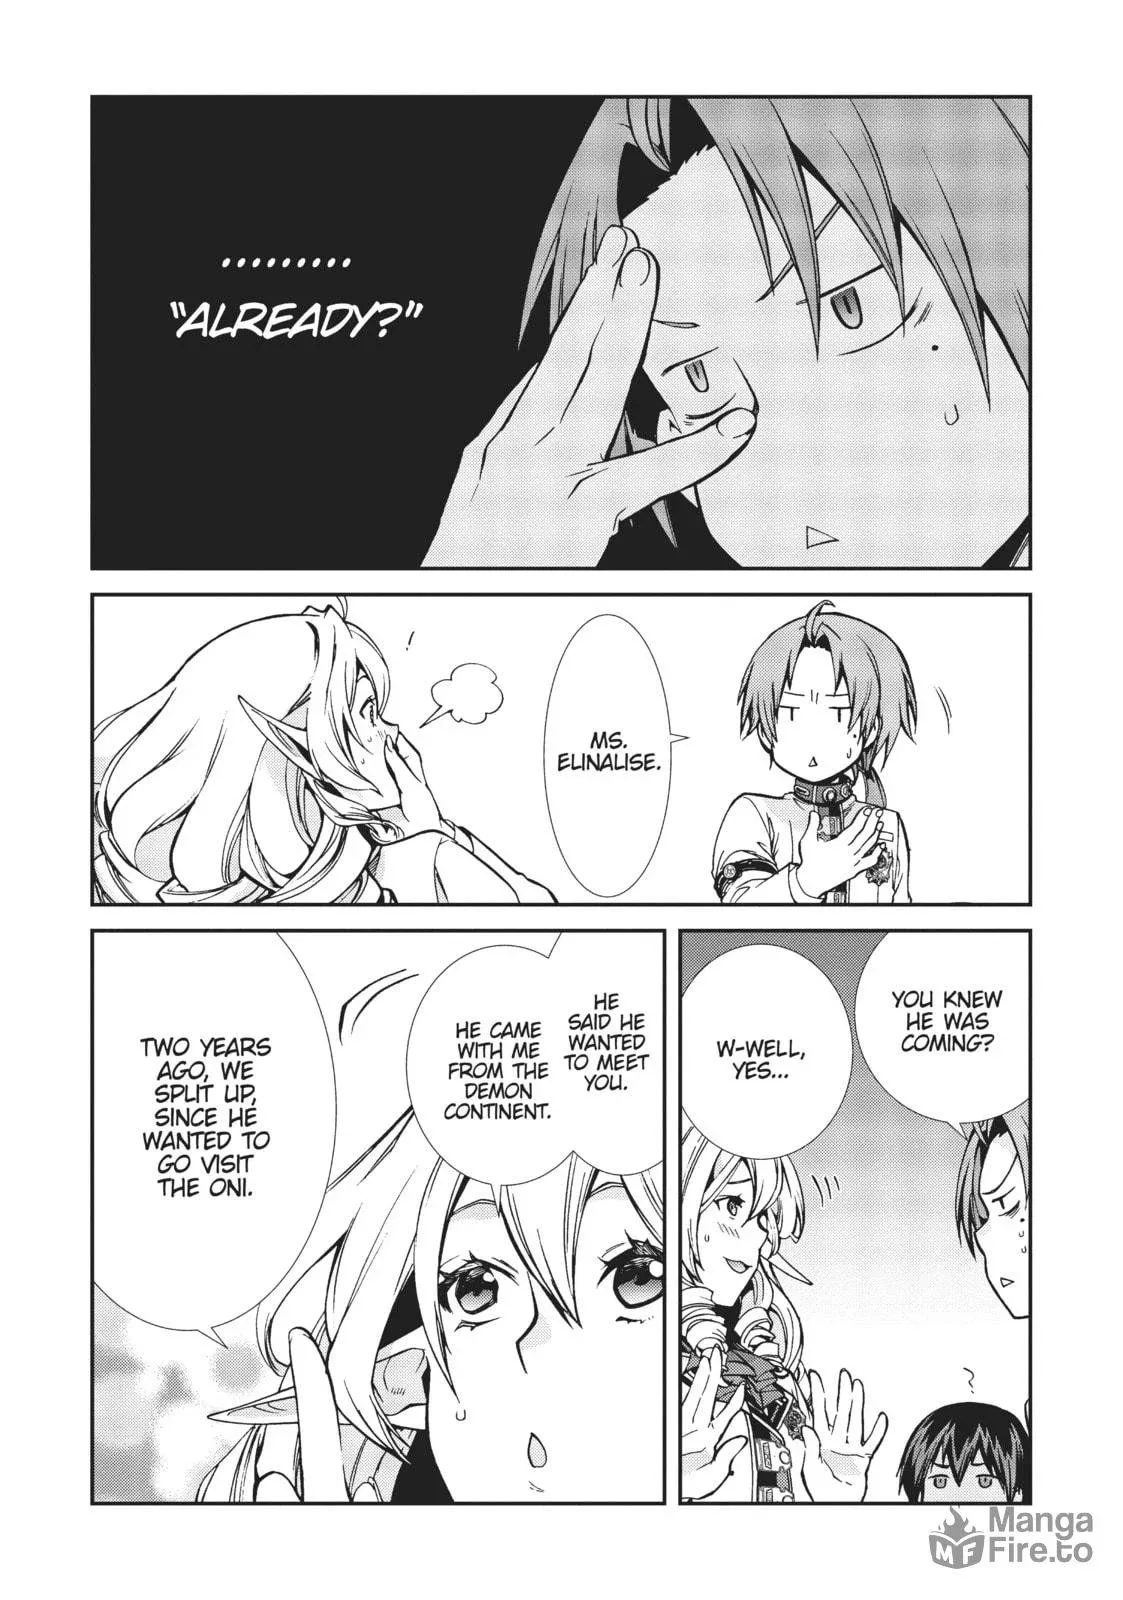 .........
"ALREADY?"
MS.
ELINALISE.
YOU KNEW
HE WAS
COMING?
W-WELL,
YES...
HE
SAID HE
WANTED
TO MEET
YOU.
HE CAME
WITH ME
FROM THE
DEMON
CONTINENT.
TWO YEARS
AGO, WE
SPLIT UP,
SINCE HE
WANTED TO
GO VISIT
THE ONI.
?
MF
Manga
Fire.to